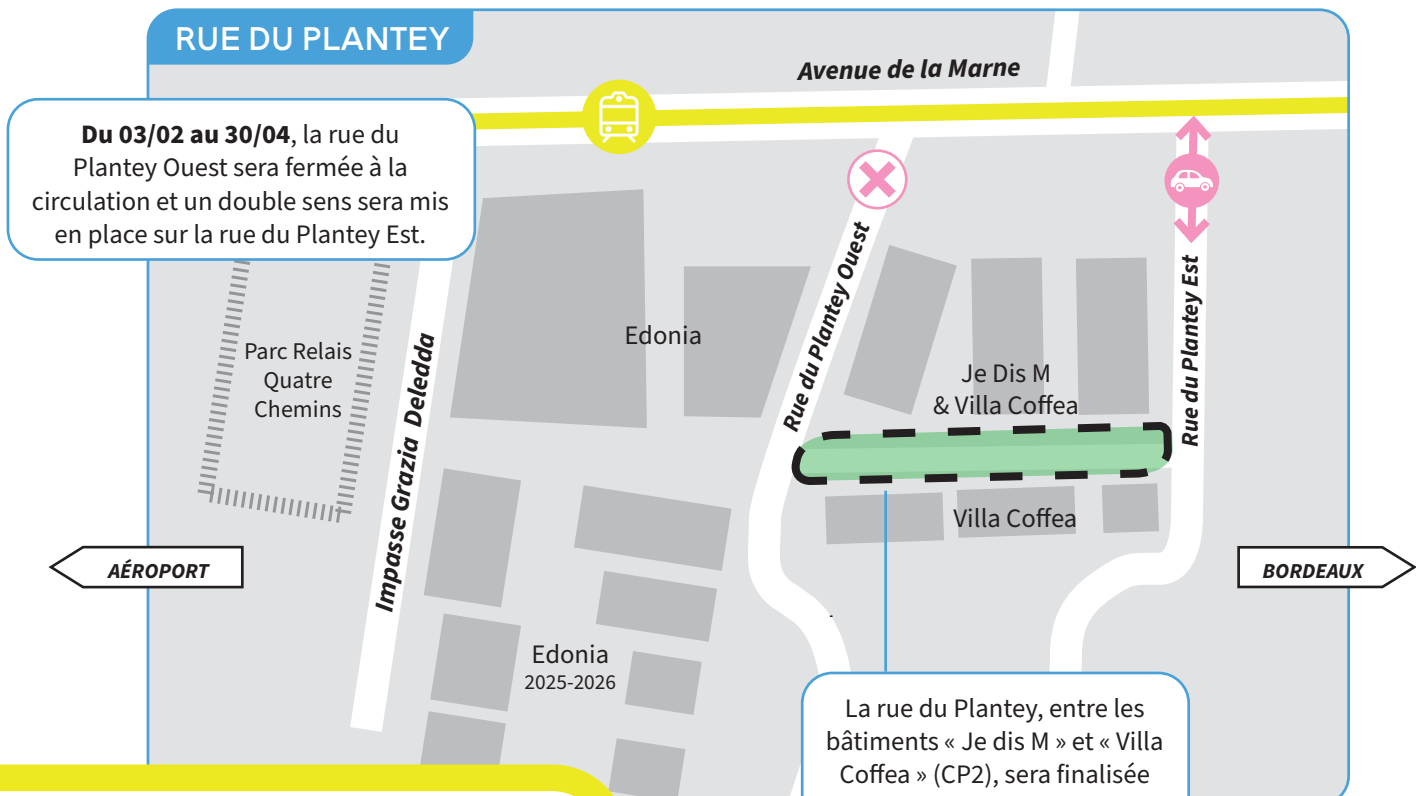 RUE DU PLANTEY
Avenue de la Marne
Du 03/02 au 30/04, la rue du
Plantey Ouest sera fermée à la
circulation et un double sens sera mis
en place sur la rue du Plantey Est.
Rue du Plantey Ouest
Rue du Plantey Est
Edonia
Parc Relais
Quatre
Chemins
Impasse Grazia Deledda
Je Dis M
& Villa Coffea
Villa Coffea
AÉROPORT
BORDEAUX
Edonia
2025-2026
La rue du Plantey, entre les
bâtiments « Je dis M » et « Villa
Coffea » (CP2), sera finalisée